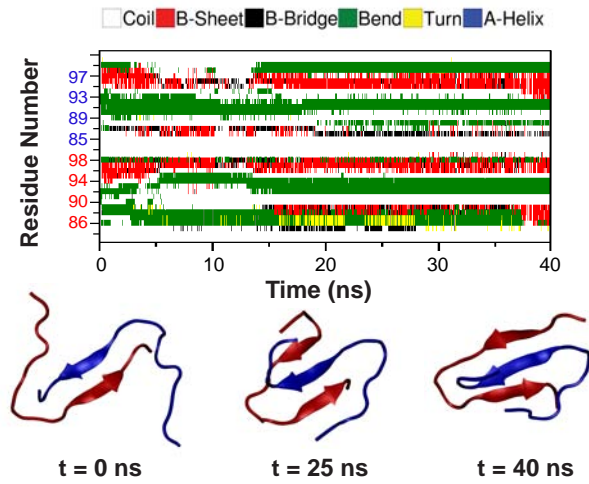 Coil B-Sheet B-Bridge Bend Turn A-Helix
Residue Number
97
93
89
85
98
94
90
86
0 10 20 30 40
Time (ns)
t = 0 ns t = 25 ns t = 40 ns